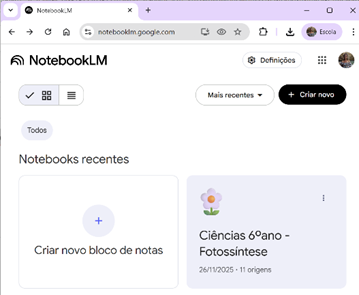 NotebookLM
notebooklm.google.com
Escola
NotebookLM
Definições
Mais recentes
+ Criar novo
Todos
Notebooks recentes
Criar novo bloco de notas
Ciências 6ºano -
Fotossíntese
26/11/2025 · 11 origens